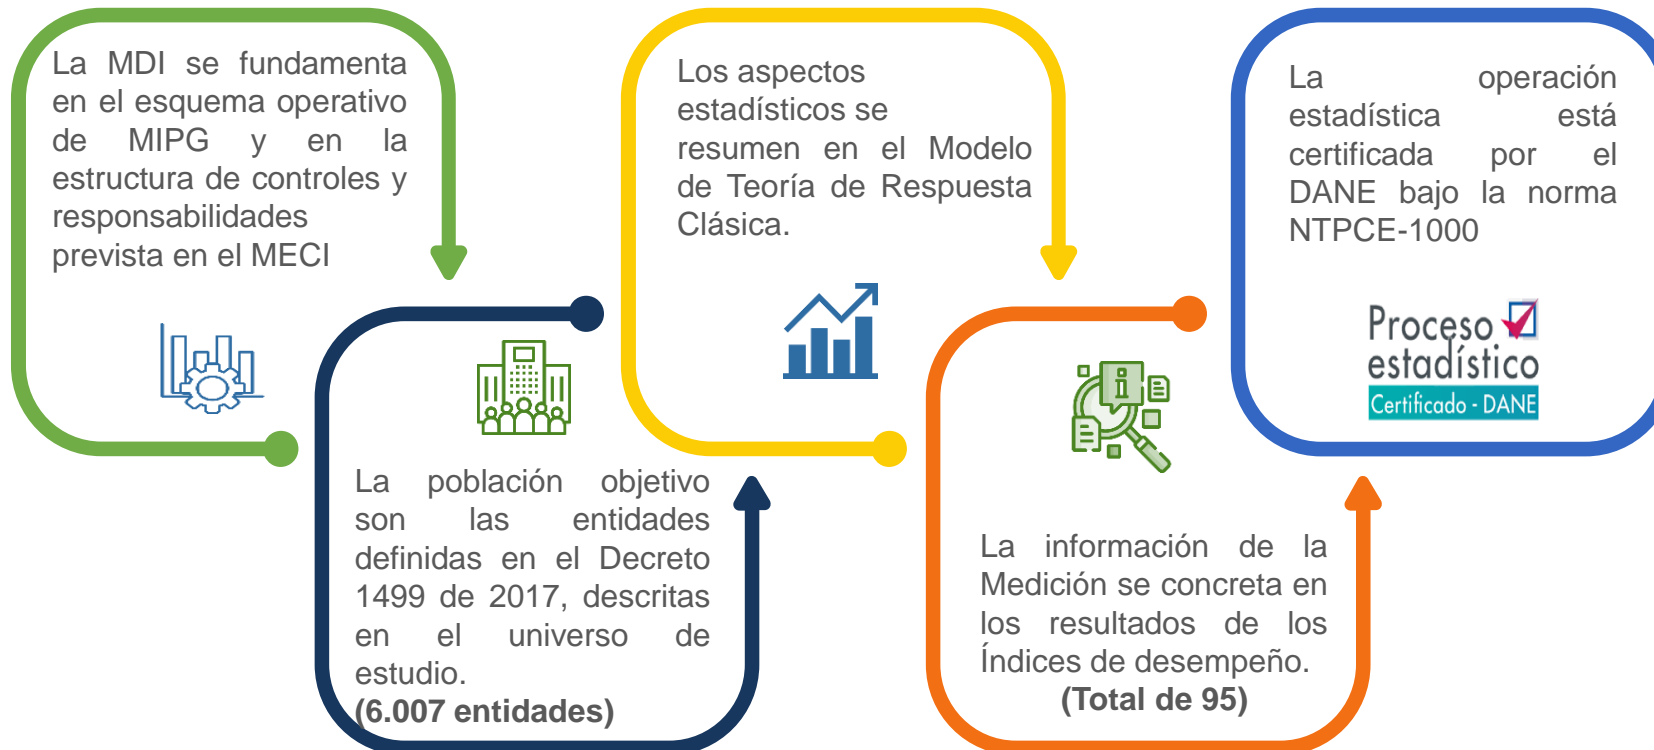 La MDI se fundamenta
en el esquema operativo
de MIPG y en la
estructura de controles y
responsabilidades
prevista en el MECI
La población objetivo
son las entidades
definidas en el Decreto
1499 de 2017, descritas
en el universo de
estudio.
(6.007 entidades)
Los aspectos
estadísticos se
resumen en el Modelo
de Teoría de Respuesta
Clásica.
La información de la
Medición se concreta en
los resultados de los
Índices de desempeño.
(Total de 95)
La operación
estadística está
certificada por el
DANE bajo la norma
NTPCE-1000
Proceso
estadístico
Certificado - DANE